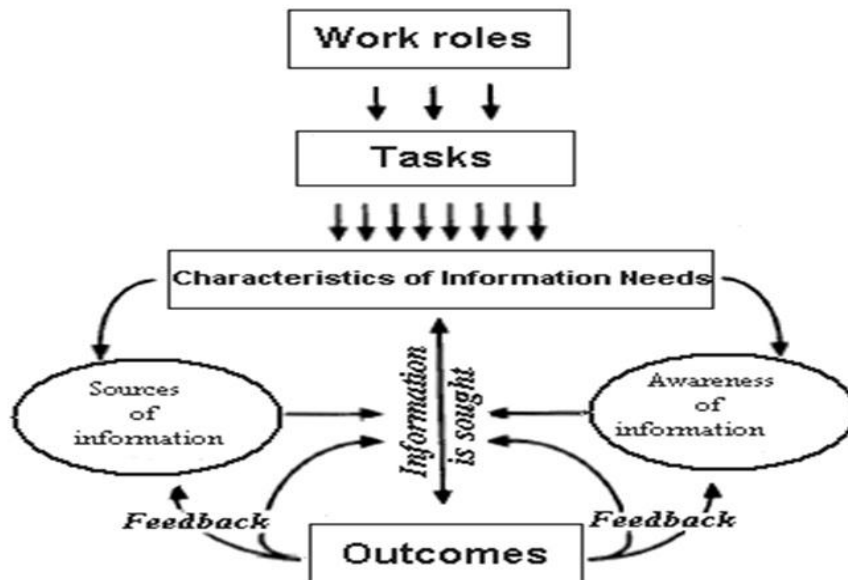 Work roles
Tasks
Characteristics of Information Needs
Sources
of
information
Information
is sought
Awareness
of
information
Feedback
Feedback
Outcomes